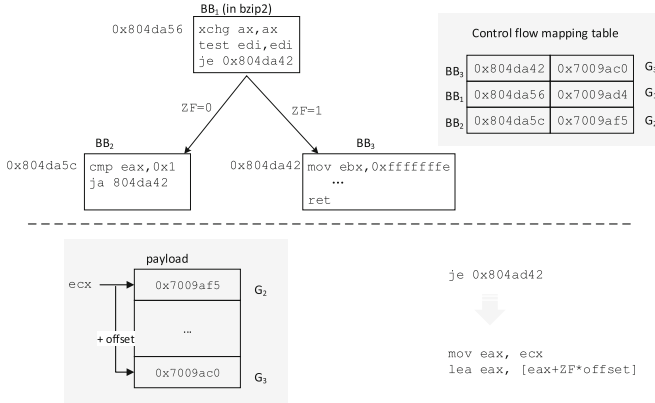 BB1 (in bzip2)
0x804da56
xchg ax,ax
test edi,edi
je 0x804da42
ZF=0
ZF=1
BB2
0x804da5c
cmp eax,0x1
ja 804da42
BB3
0x804da42
mov ebx,0xfffffffe
...
ret
Control flow mapping table
BB3 0x804da42 0x7009ac0 G
BB1 0x804da56 0x7009ad4 G
BB2 0x804da5c 0x7009af5 G
payload
ecx
0x7009af5 G2
+ offset
...
0x7009ac0 G3
je 0x804ad42
mov eax, ecx
lea eax, [eax+ZF*offset]